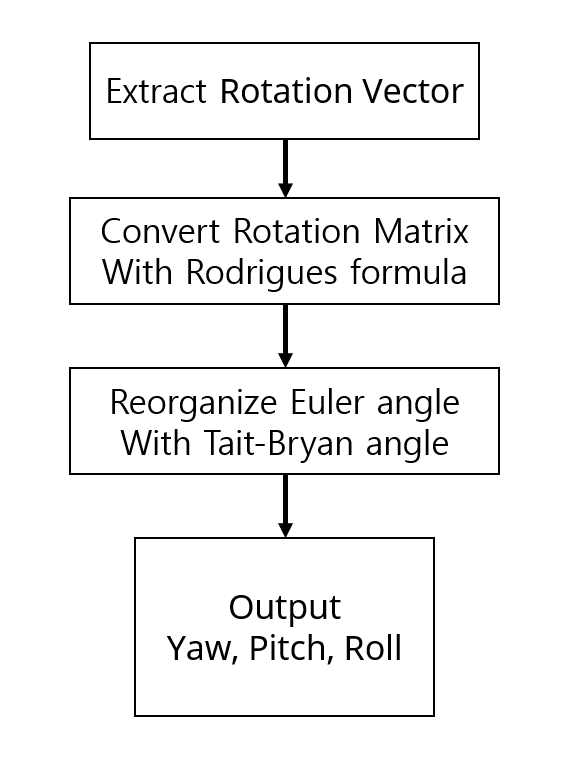 Extract Rotation Vector
Convert Rotation Matrix
With Rodrigues formula
Reorganize Euler angle
With Tait-Bryan angle
Output
Yaw, Pitch, Roll